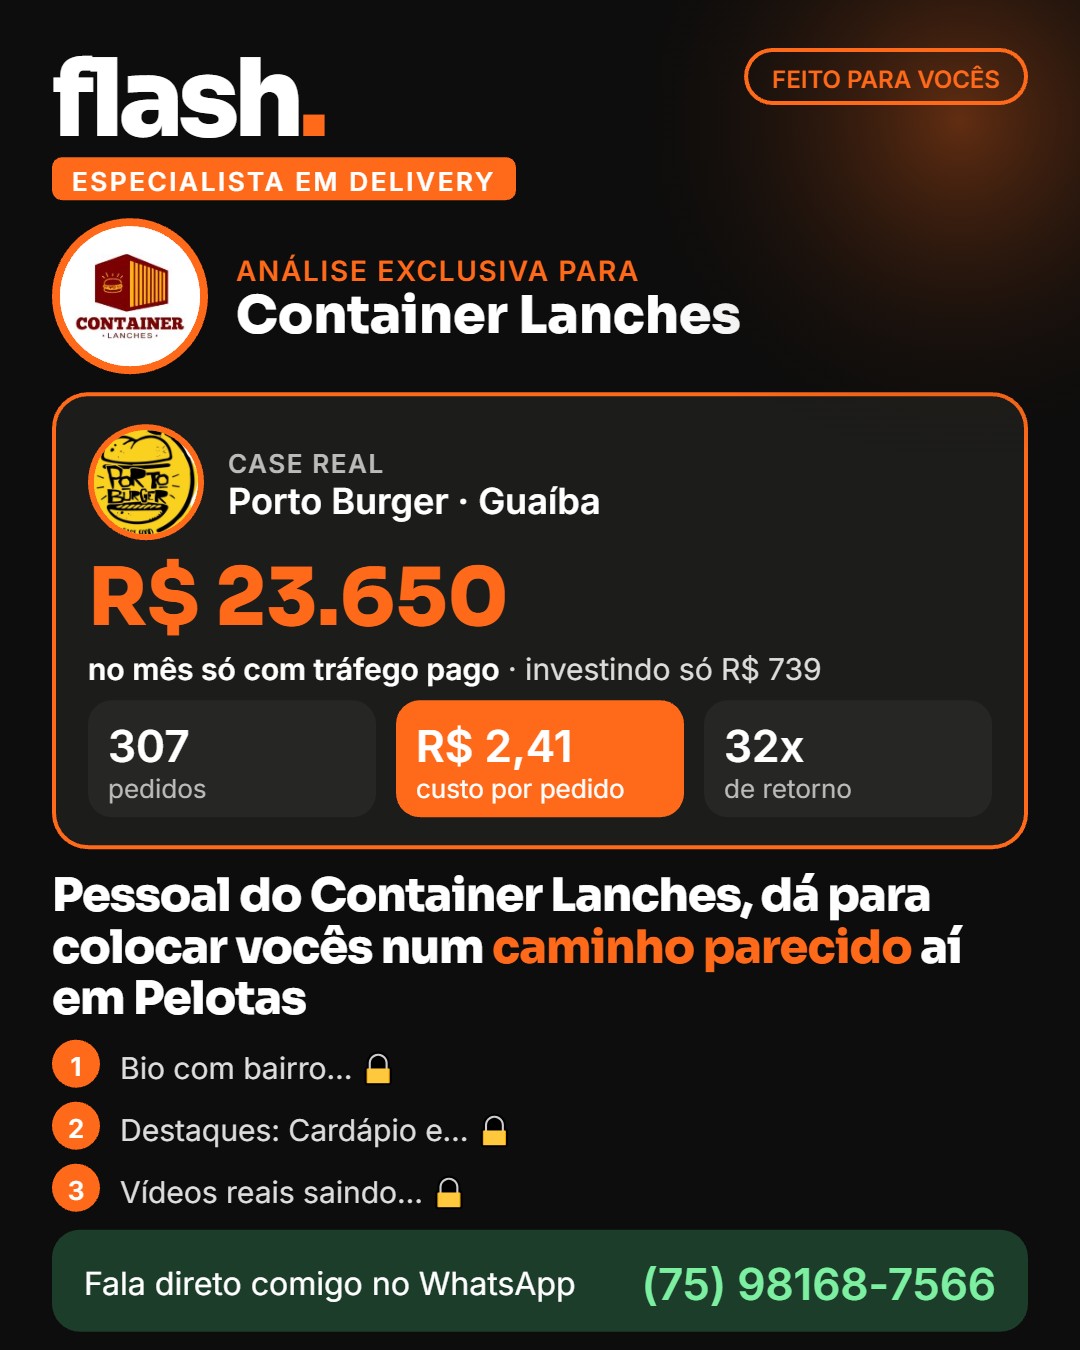 flash.
FEITO PARA VOCÊS
ESPECIALISTA EM DELIVERY
CONTAINER
LANCHES
ANÁLISE EXCLUSIVA PARA
Container Lanches
PORTO
BURGER
CASE REAL
Porto Burger · Guaíba
R$ 23.650
no mês só com tráfego pago · investindo só R$ 739
307
pedidos
R$ 2,41
custo por pedido
32x
de retorno
Pessoal do Container Lanches, dá para
colocar vocês num caminho parecido aí
em Pelotas
1 Bio com bairro... 🔒
2 Destaques: Cardápio e... 🔒
3 Vídeos reais saindo... 🔒
Fala direto comigo no WhatsApp (75) 98168-7566